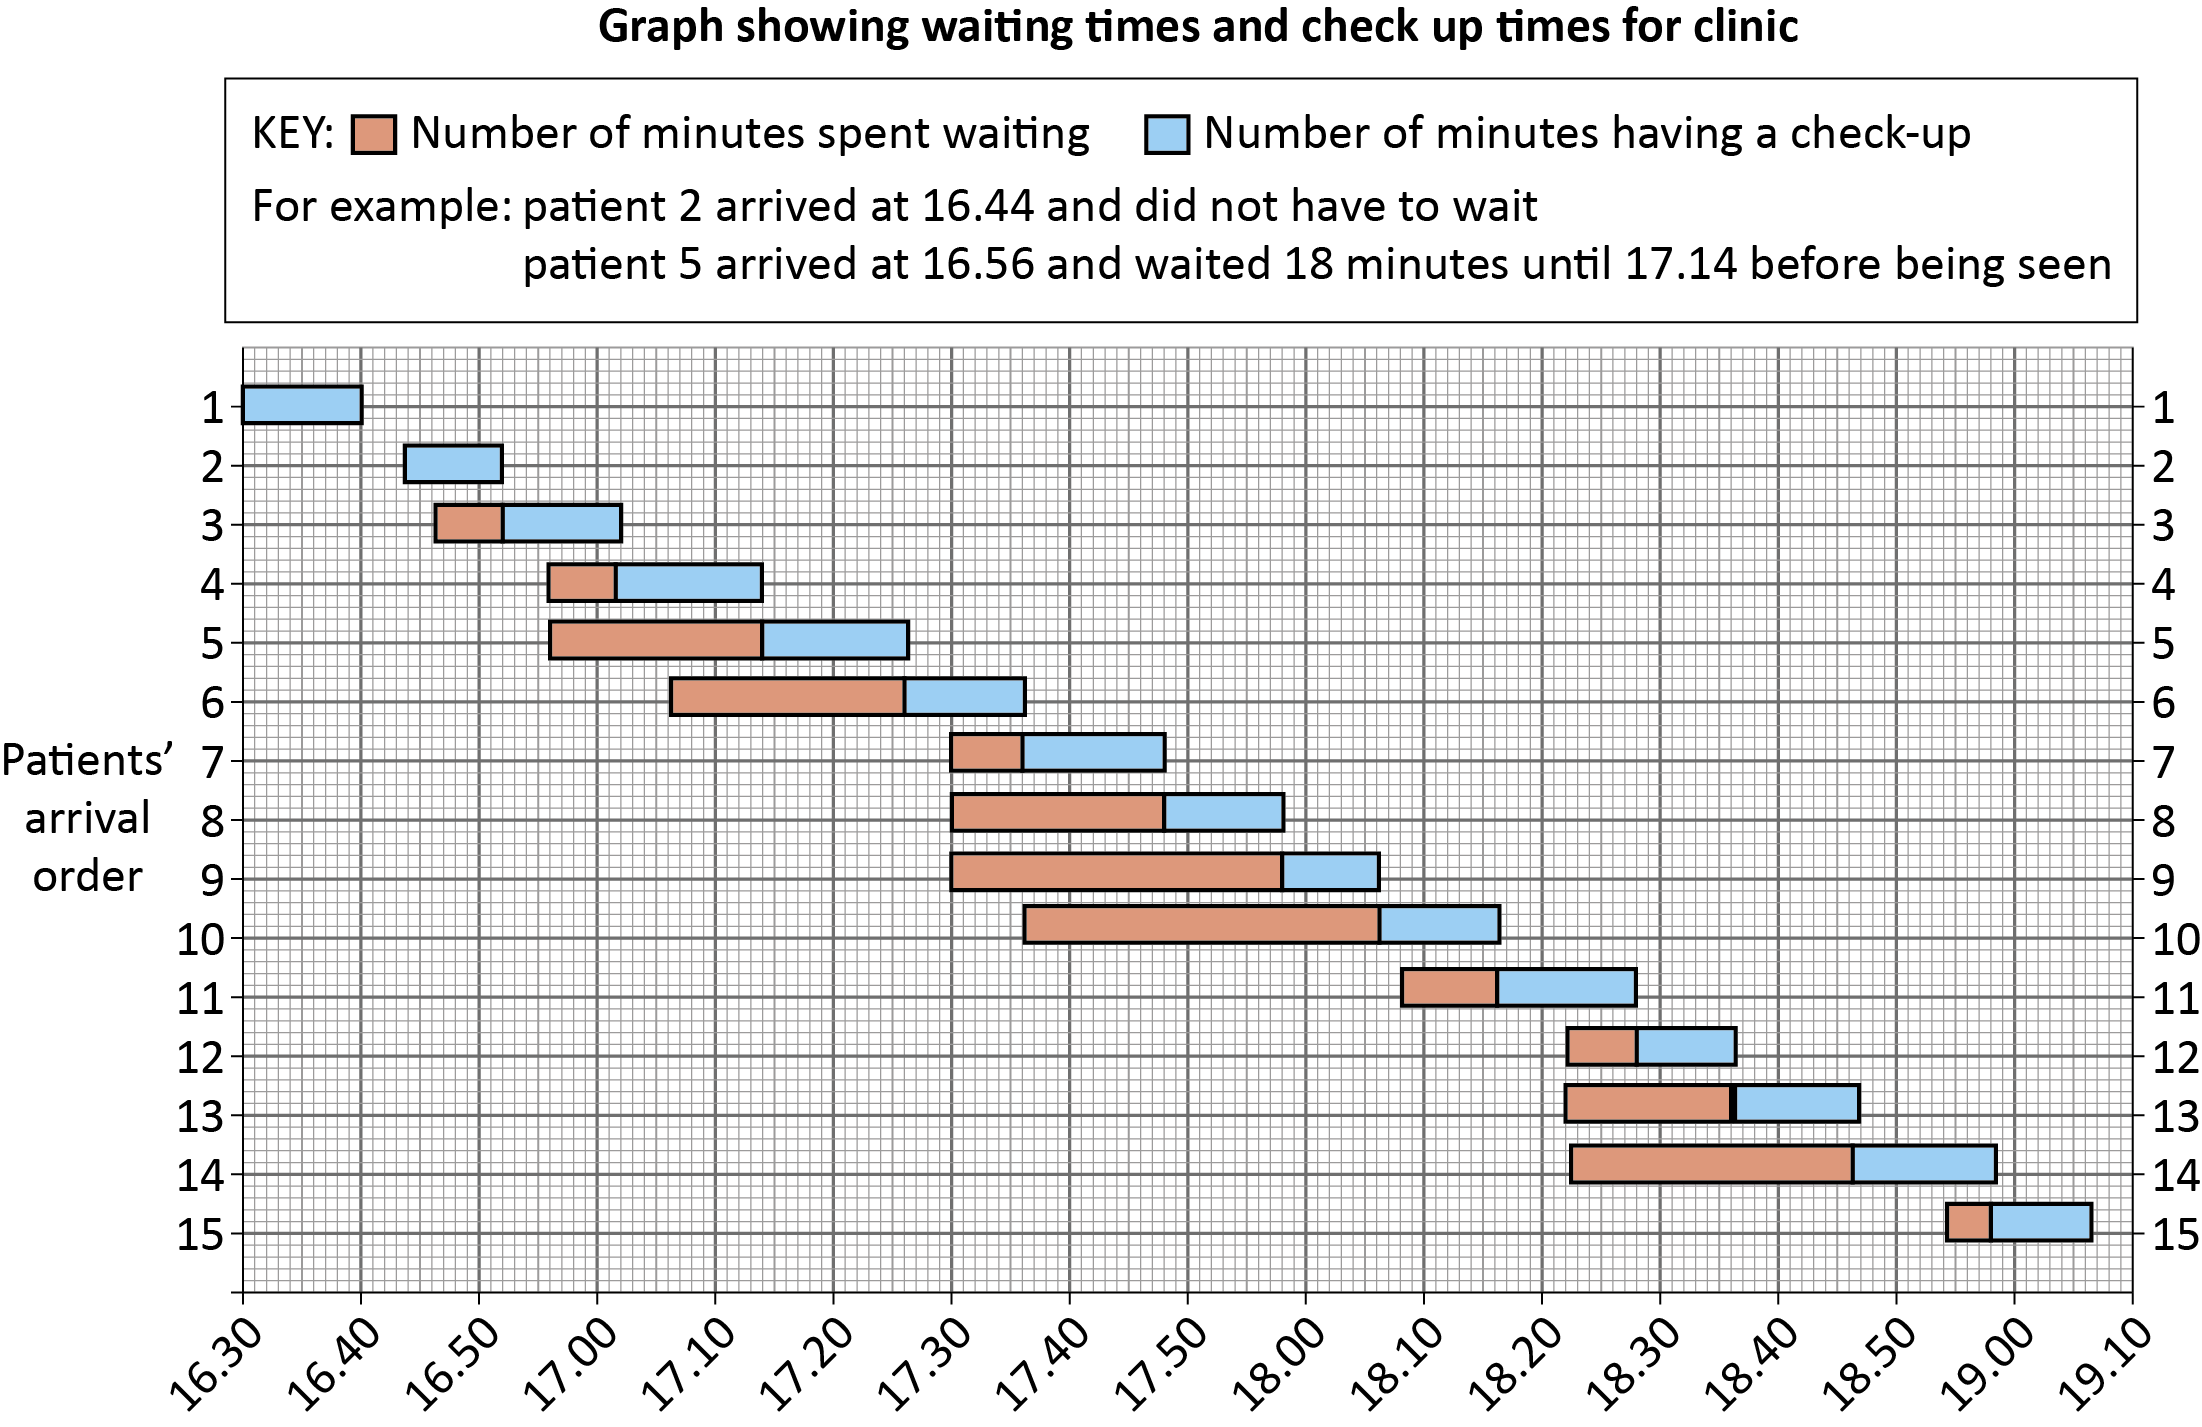 Graph showing waiting times and check up times for clinic
KEY: Number of minutes spent waiting Number of minutes having a check-up
For example: patient 2 arrived at 16.44 and did not have to wait
patient 5 arrived at 16.56 and waited 18 minutes until 17.14 before being seen
1 1
2 2
3 3
4 4
5 5
6 6
Patients’
arrival
order
7 7
8 8
9 9
10 10
11 11
12 12
13 13
14 14
15 15
16.30 16.40 16.50 17.00 17.10 17.20 17.30 17.40 17.50 18.00 18.10 18.20 18.30 18.40 18.50 19.00 19.10